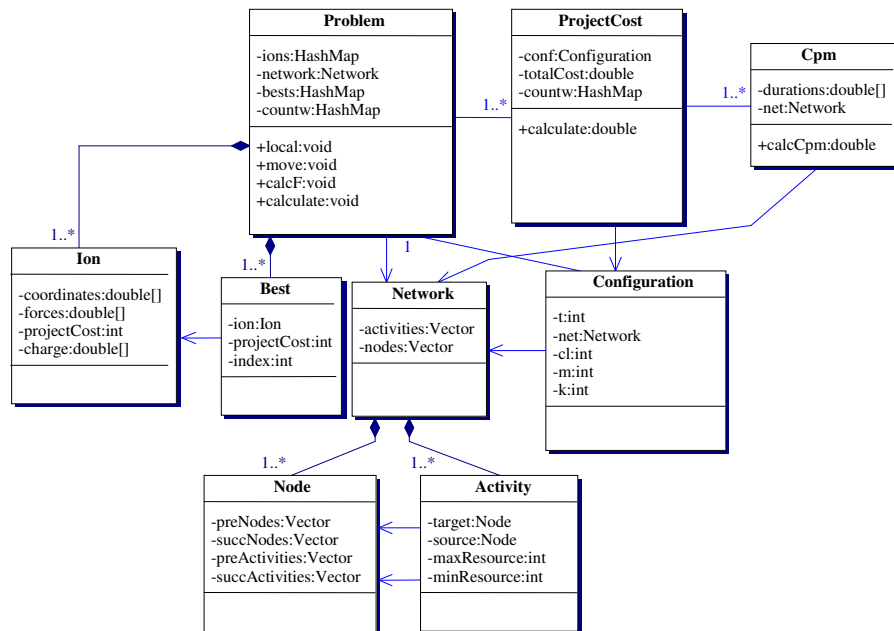 Problem
-ions:HashMap
-network:Network
-bests:HashMap
-countw:HashMap
+local:void
+move:void
+calcF:void
+calculate:void
1..*
ProjectCost
-conf:Configuration
-totalCost:double
-countw:HashMap
+calculate:double
1..*
Cpm
-durations:double[]
-net:Network
+calcCpm:double
1..*
Ion
-coordinates:double[]
-forces:double[]
-projectCost:int
-charge:double[]
1..*
Best
-ion:Ion
-projectCost:int
-index:int
1
Network
-activities:Vector
-nodes:Vector
Configuration
-t:int
-net:Network
-cl:int
-m:int
-k:int
1..*
Node
-preNodes:Vector
-succNodes:Vector
-preActivities:Vector
-succActivities:Vector
1..*
Activity
-target:Node
-source:Node
-maxResource:int
-minResource:int